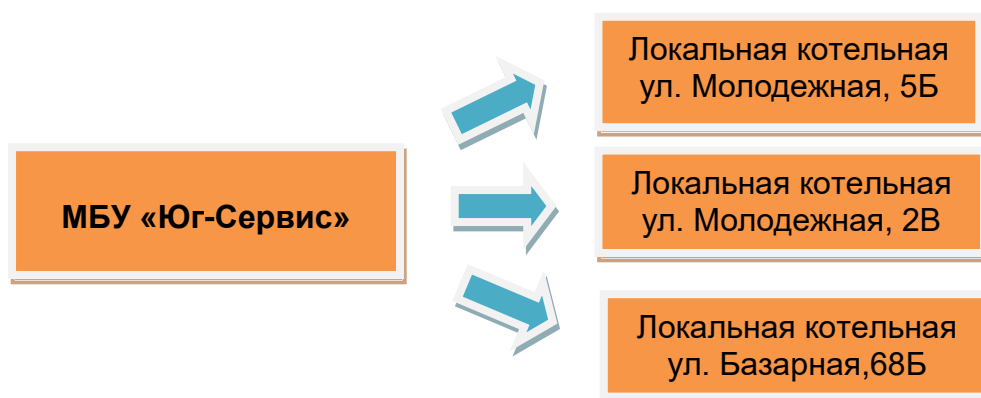 МБУ «Юг-Сервис»
Локальная котельная
ул. Молодежная, 5Б
Локальная котельная
ул. Молодежная, 2В
Локальная котельная
ул. Базарная,68Б